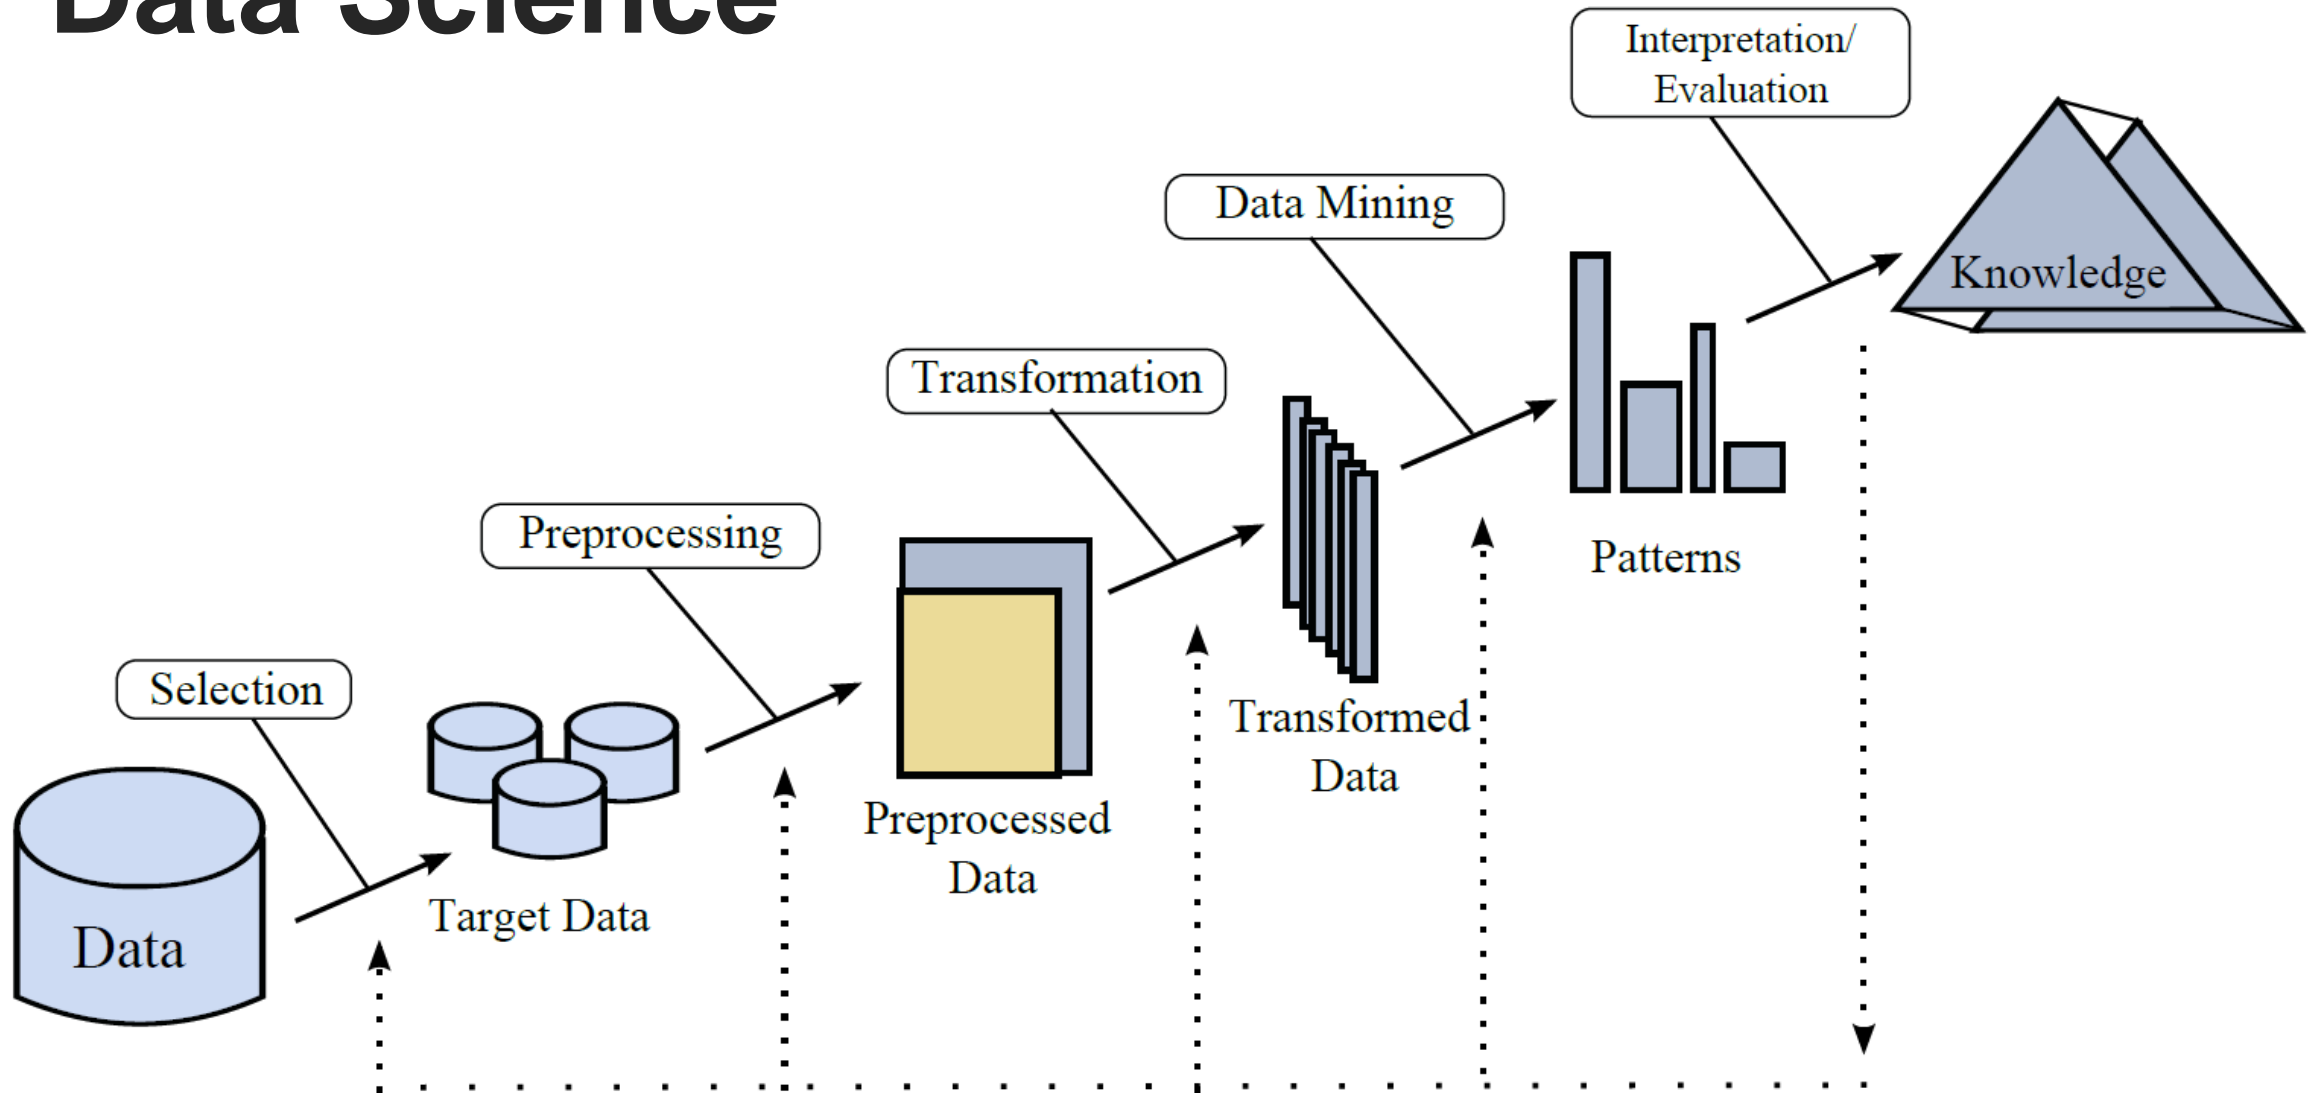 Data Science
Interpretation/
Evaluation
Data Mining
Knowledge
Transformation
Preprocessing
Patterns
Selection
Transformed
Data
Preprocessed
Data
Target Data
Data